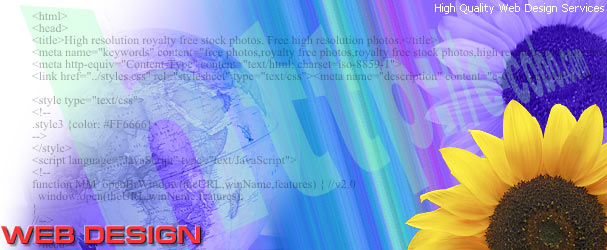 High Quality Web Design Services
<html>
<head>
<title>High resolution royalty free stock photos. Free high resolution photos.</title>
<meta name="keywords" content="free photos,royalty free stock photos,royalty free stock photos,high
<meta http-equiv="Content-Type" content="text/html; charset=iso-8859-1">
<link href="../styles.css" rel="stylesheet" type="text/css"><meta name="description" content="
<style type="text/css">
<!--
.style3 {color: #FF6666}
-->
</style>
<script language="JavaScript" type="text/JavaScript">
<!--
function MM_openBrWindow(theURL,winName,features) { //v2.0
window.open(theURL,winName,features);
}
WEB DESIGN